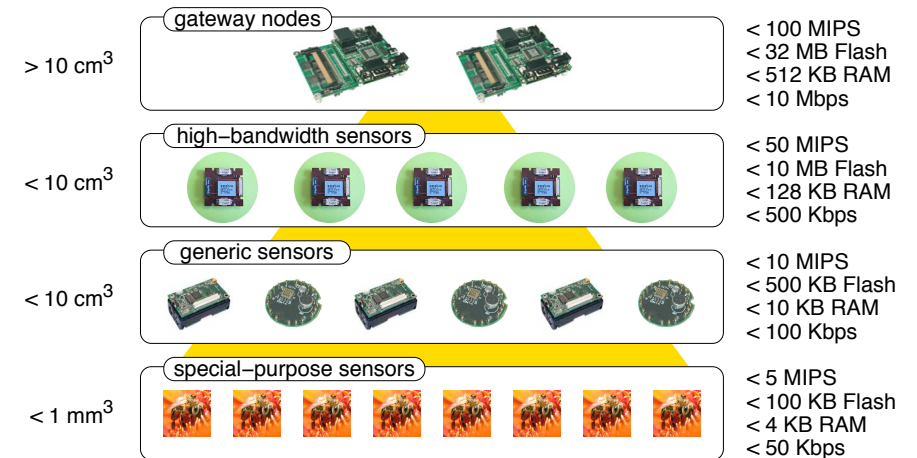 gateway nodes
> 10 cm³
< 100 MIPS
< 32 MB Flash
< 512 KB RAM
< 10 Mbps
high−bandwidth sensors
< 10 cm³
< 50 MIPS
< 10 MB Flash
< 128 KB RAM
< 500 Kbps
generic sensors
< 10 cm³
< 10 MIPS
< 500 KB Flash
< 10 KB RAM
< 100 Kbps
special−purpose sensors
< 1 mm³
< 5 MIPS
< 100 KB Flash
< 4 KB RAM
< 50 Kbps